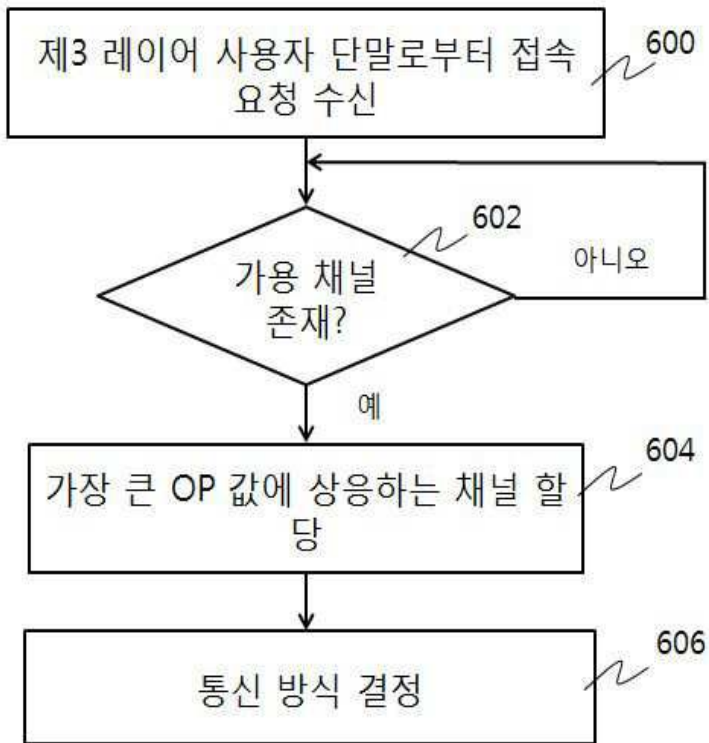 제3 레이어 사용자 단말로부터 접속
요청 수신
600
602
가용 채널
존재?
아니오
예
604
가장 큰 OP 값에 상응하는 채널 할
당
606
통신 방식 결정